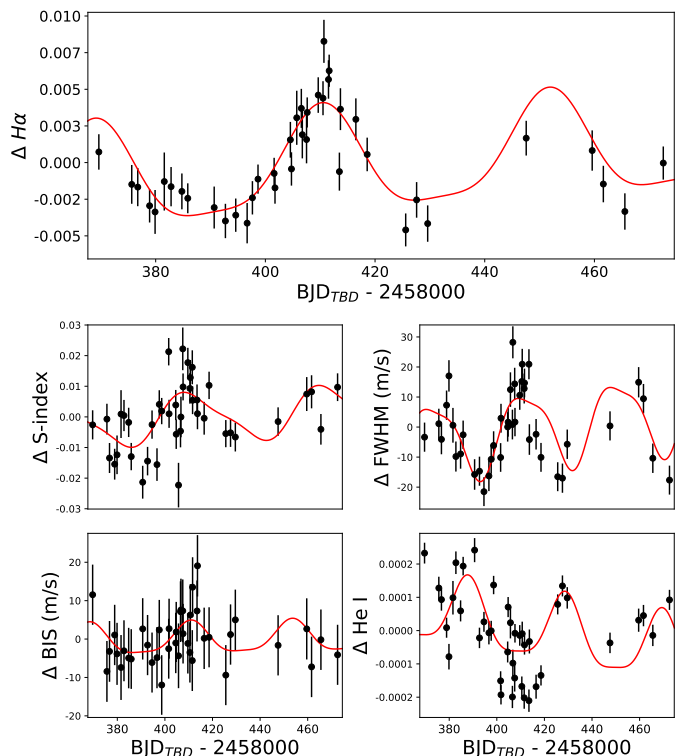 0.010
0.007
0.005
0.003
0.000
-0.002
-0.005
Δ Hα
380 400 420 440 460
BJD_TBD - 2458000
0.03
0.02
0.01
0.00
-0.01
-0.02
-0.03
Δ S-index
30
20
10
0
-10
-20
Δ FWHM (m/s)
20
10
0
-10
-20
Δ BIS (m/s)
380 400 420 440 460
BJD_TBD - 2458000
0.0002
0.0001
0.0000
-0.0001
-0.0002
Δ He I
380 400 420 440 460
BJD_TBD - 2458000